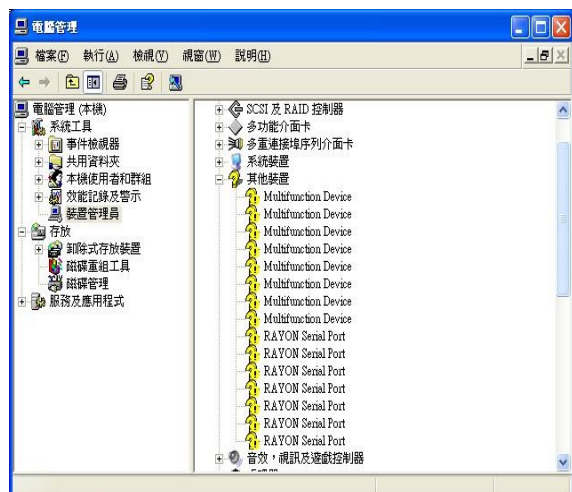 電腦管理
檔案(F) 執行(A) 檢視(V) 視窗(W) 說明(H)
電腦管理 (本機)
系統工具
事件檢視器
共用資料夾
本機使用者和群組
效能記錄及警示
裝置管理員
存放
卸除式存放裝置
磁碟重組工具
磁碟管理
服務及應用程式
SCSI 及 RAID 控制器
多功能介面卡
多重連接埠序列介面卡
系統裝置
其他裝置
Multifunction Device
Multifunction Device
Multifunction Device
Multifunction Device
Multifunction Device
Multifunction Device
Multifunction Device
Multifunction Device
RAYON Serial Port
RAYON Serial Port
RAYON Serial Port
RAYON Serial Port
RAYON Serial Port
RAYON Serial Port
RAYON Serial Port
音效，視訊及遊戲控制器